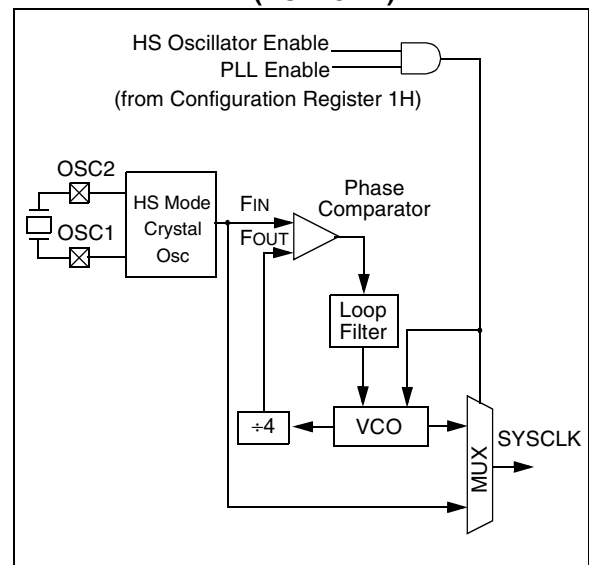 HS Oscillator Enable
PLL Enable
(from Configuration Register 1H)
OSC2
OSC1
HS Mode
Crystal
Osc
FIN
FOUT
Phase
Comparator
Loop
Filter
÷4
VCO
MUX
SYSCLK